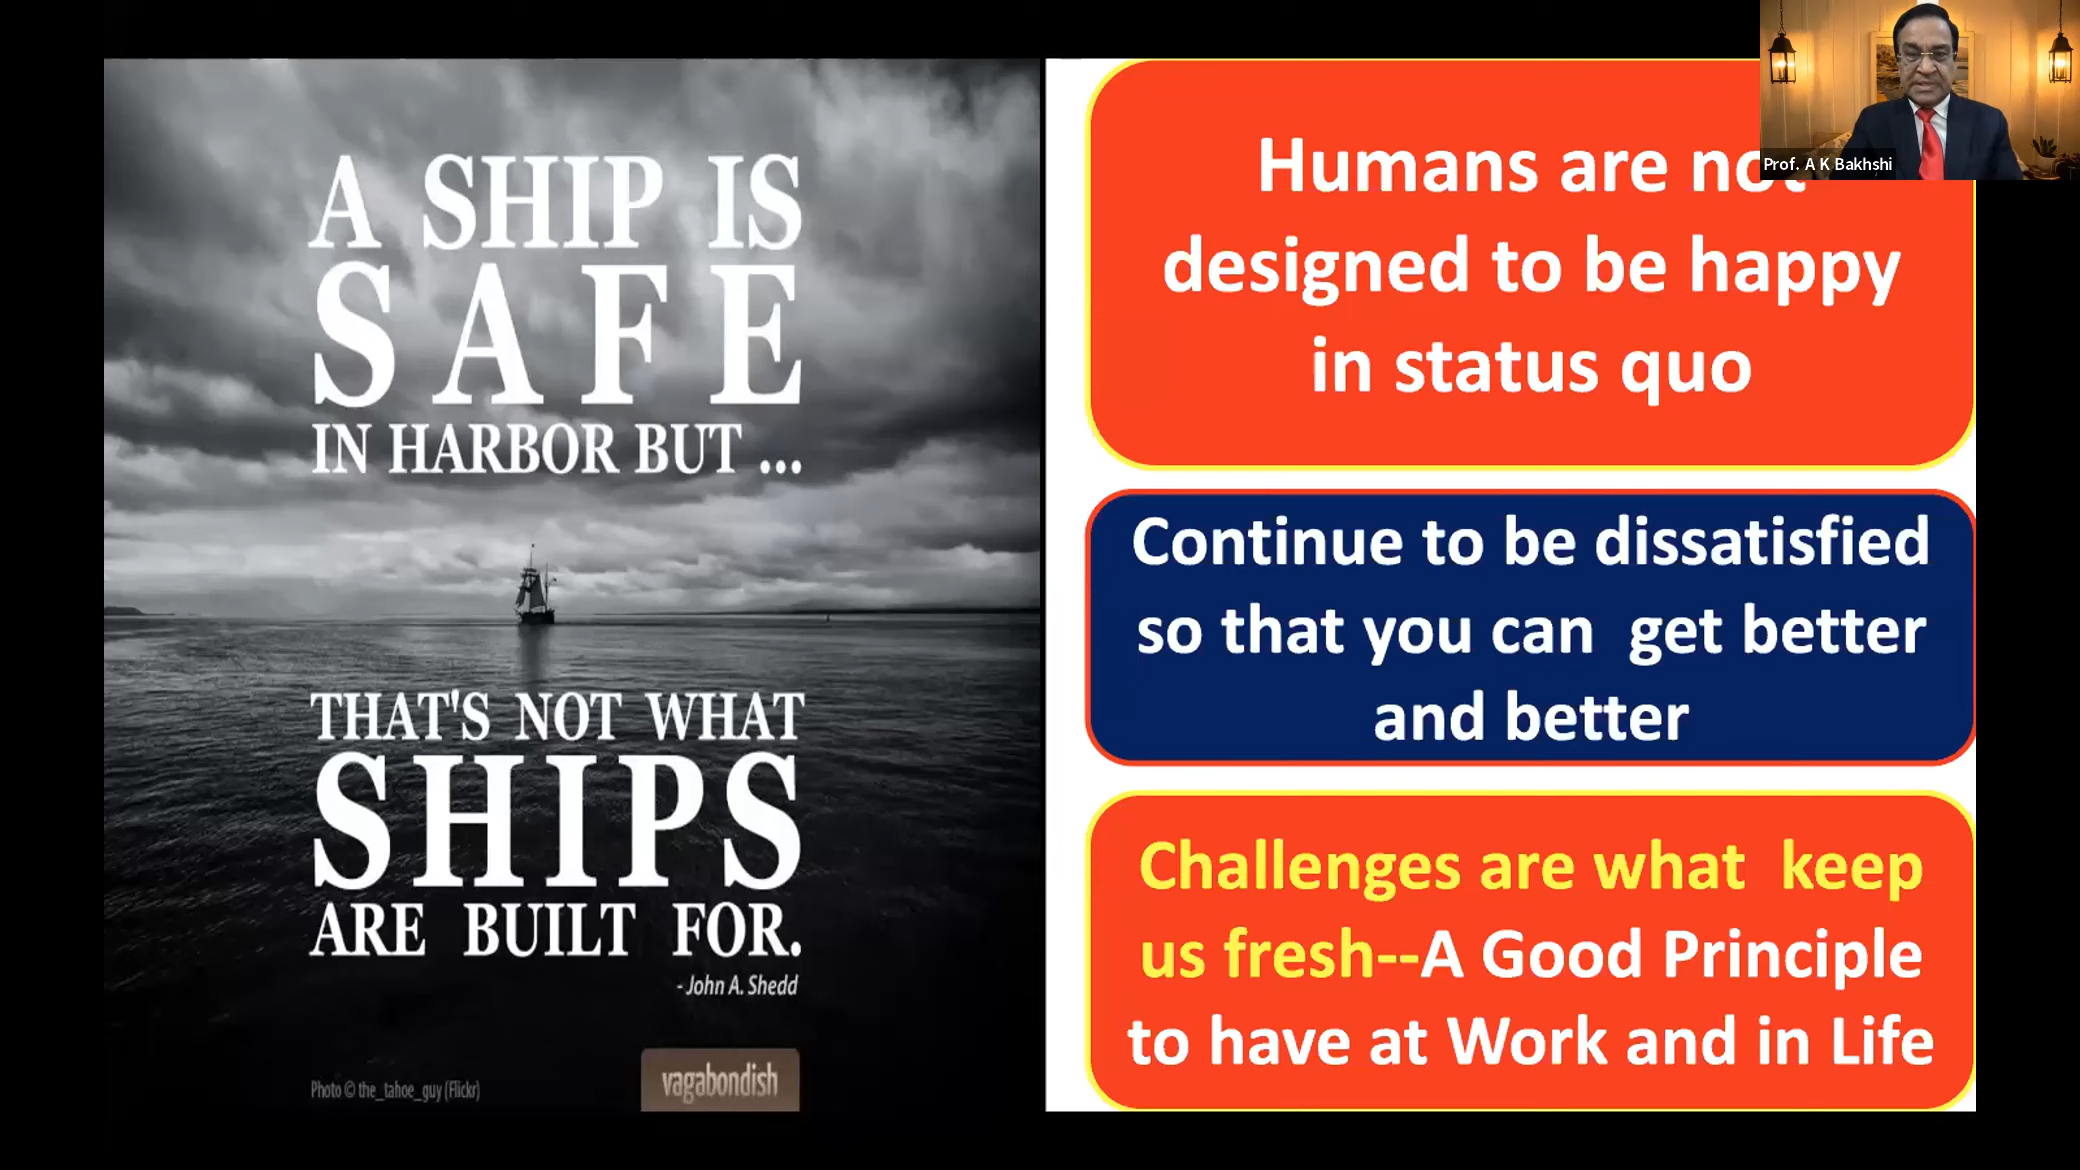 A SHIP IS
SAFE
IN HARBOR BUT ...
THAT'S NOT WHAT
SHIPS
ARE BUILT FOR.
- John A. Shedd
Photo © the_tahoe_guy (Flickr)
vagabondish
Humans are not
designed to be happy
in status quo
Continue to be dissatisfied
so that you can get better
and better
Challenges are what keep
us fresh--A Good Principle
to have at Work and in Life
Prof. A K Bakhshi